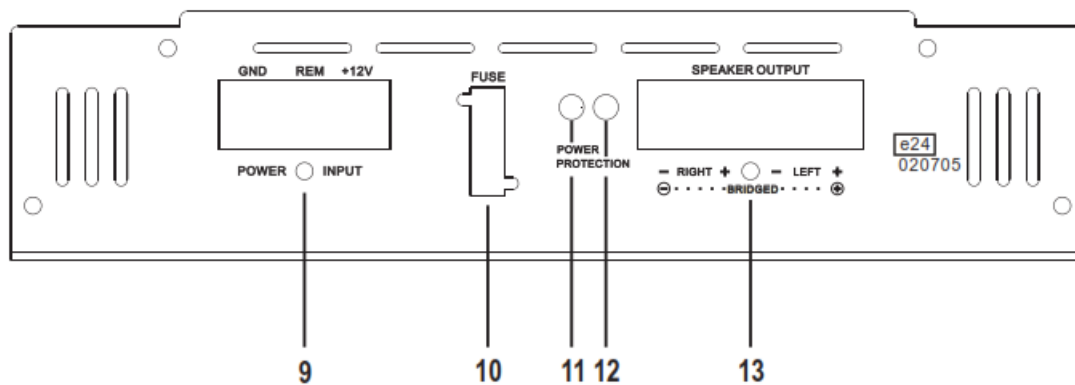 GND REM +12V
FUSE
SPEAKER OUTPUT
POWER INPUT
POWER
PROTECTION
e24
020705
− RIGHT + − LEFT +
⊖ · · · · · · BRIDGED · · · · · ⊕
9 10 11 12 13